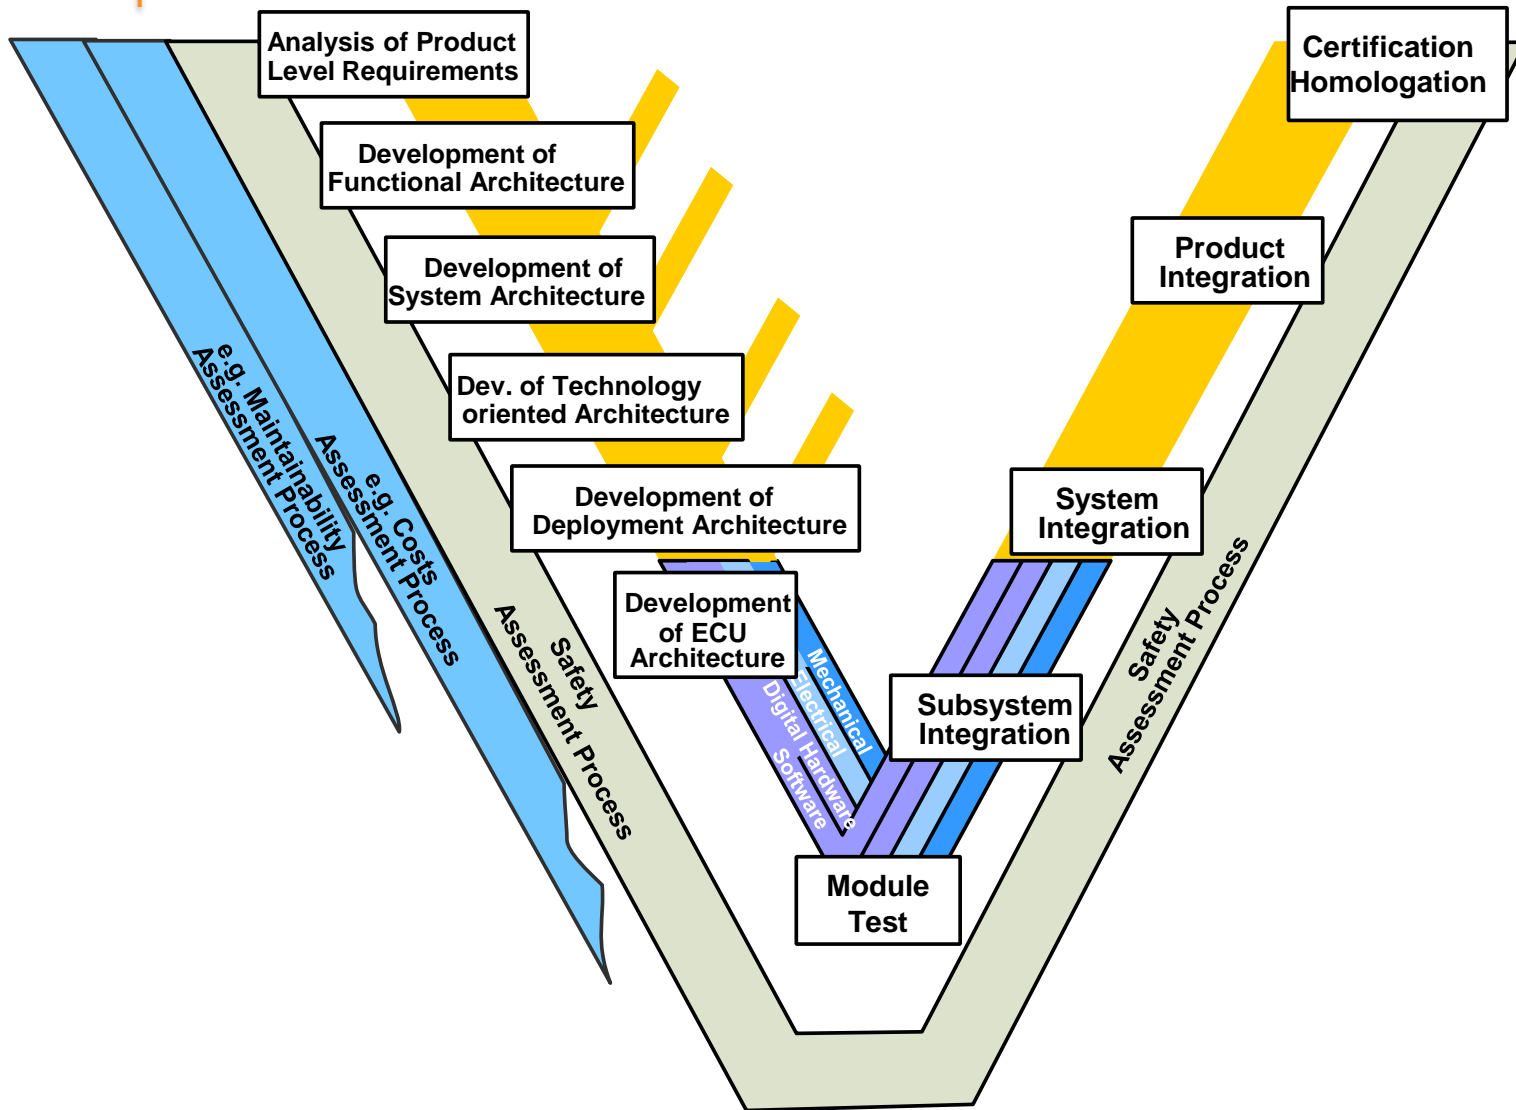 Analysis of Product
Level Requirements
Development of
Functional Architecture
Development of
System Architecture
Dev. of Technology
oriented Architecture
Development of
Deployment Architecture
Development
of ECU
Architecture
Mechanical
Electrical
Digital Hardware
Software
Module
Test
Subsystem
Integration
System
Integration
Product
Integration
Certification
Homologation
e.g. Maintainability
Assessment Process
e.g. Costs
Assessment Process
Safety
Assessment Process
Safety
Assessment Process